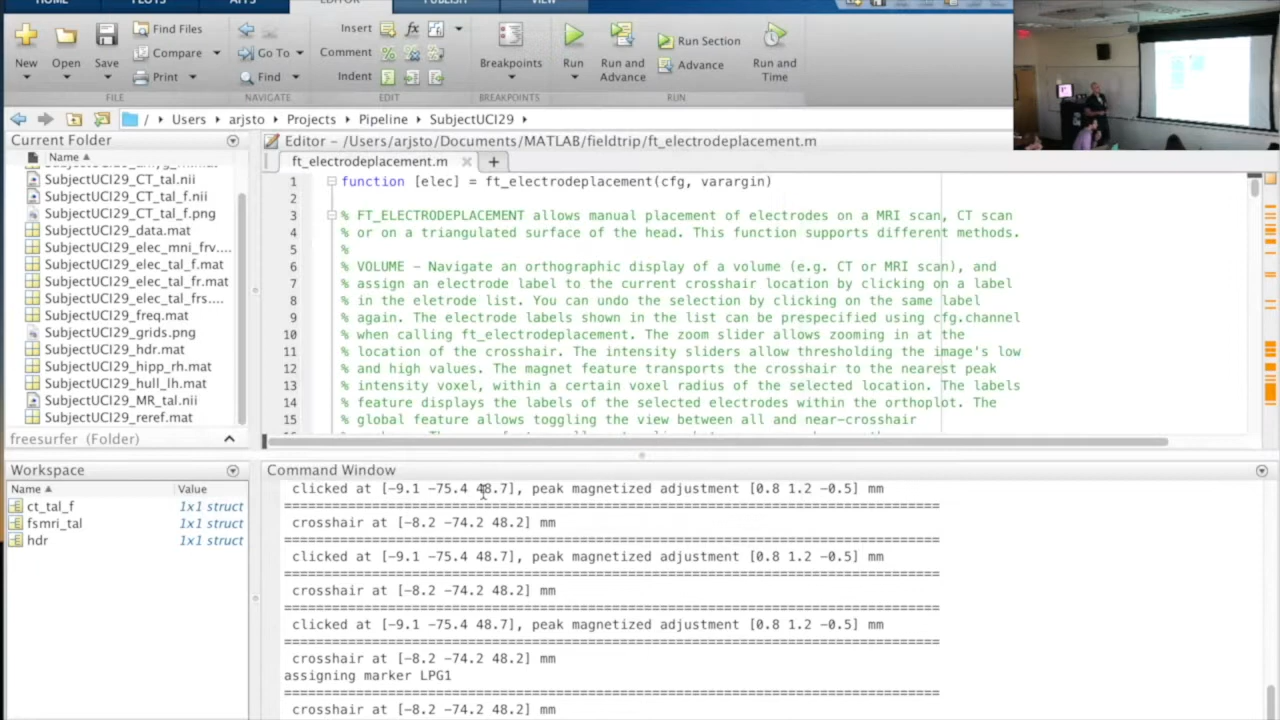 HOME PLOTS APPS EDITOR PUBLISH VIEW
New Open Save Find Files Compare Print
Go To Find
Insert fx Comment Indent
Breakpoints Run Run and Advance Run Section Advance Run and Time
FILE NAVIGATE EDIT BREAKPOINTS RUN
/ Users arjsto Projects Pipeline SubjectUCI29
Current Folder
Name
SubjectUCI29_CT_tal.nii
SubjectUCI29_CT_tal_f.nii
SubjectUCI29_CT_tal_f.png
SubjectUCI29_data.mat
SubjectUCI29_elec_mni_frv....
SubjectUCI29_elec_tal_f.mat
SubjectUCI29_elec_tal_fr.mat
SubjectUCI29_elec_tal_frs....
SubjectUCI29_freq.mat
SubjectUCI29_grids.png
SubjectUCI29_hdr.mat
SubjectUCI29_hipp_rh.mat
SubjectUCI29_hull_lh.mat
SubjectUCI29_MR_tal.nii
SubjectUCI29_reref.mat
freesurfer (Folder)
Workspace
Name Value
ct_tal_f 1x1 struct
fsmri_tal 1x1 struct
hdr 1x1 struct
Editor - /Users/arjsto/Documents/MATLAB/fieldtrip/ft_electrodeplacement.m
ft_electrodeplacement.m
1 function [elec] = ft_electrodeplacement(cfg, varargin)
2
3 % FT_ELECTRODEPLACEMENT allows manual placement of electrodes on a MRI scan, CT scan
4 % or on a triangulated surface of the head. This function supports different methods.
5 %
6 % VOLUME - Navigate an orthographic display of a volume (e.g. CT or MRI scan), and
7 % assign an electrode label to the current crosshair location by clicking on a label
8 % in the eletrode list. You can undo the selection by clicking on the same label
9 % again. The electrode labels shown in the list can be prespecified using cfg.channel
10 % when calling ft_electrodeplacement. The zoom slider allows zooming in at the
11 % location of the crosshair. The intensity sliders allow thresholding the image's low
12 % and high values. The magnet feature transports the crosshair to the nearest peak
13 % intensity voxel, within a certain voxel radius of the selected location. The labels
14 % feature displays the labels of the selected electrodes within the orthoplot. The
15 % global feature allows toggling the view between all and near-crosshair
Command Window
clicked at [-9.1 -75.4 48.7], peak magnetized adjustment [0.8 1.2 -0.5] mm
==================================================================================
crosshair at [-8.2 -74.2 48.2] mm
==================================================================================
clicked at [-9.1 -75.4 48.7], peak magnetized adjustment [0.8 1.2 -0.5] mm
==================================================================================
crosshair at [-8.2 -74.2 48.2] mm
==================================================================================
clicked at [-9.1 -75.4 48.7], peak magnetized adjustment [0.8 1.2 -0.5] mm
==================================================================================
crosshair at [-8.2 -74.2 48.2] mm
assigning marker LPG1
==================================================================================
crosshair at [-8.2 -74.2 48.2] mm